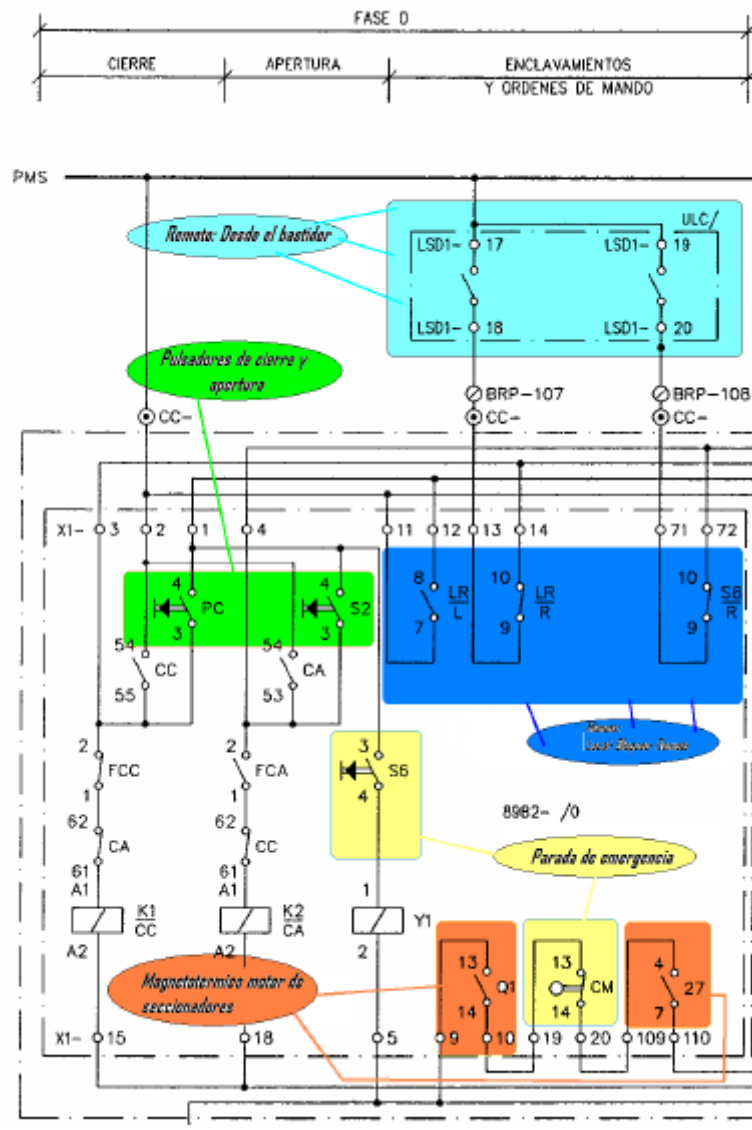 FASE 0
CIERRE APERTURA ENCLAVAMIENTOS
Y ORDENES DE MANDO
PMS
Remoto: Desde el bastidor
ULC/
LSD1- 17 LSD1- 19
LSD1- 18 LSD1- 20
Pulsadores de cierre y
apertura
BRP-107 BRP-108
CC- CC- CC-
X1- 3 2 1 4 11 12 13 14 71 72
4 PC 3
4 S2 3
8 LR L 7
10 LR R 9
10 S8 R 9
54 CC 55
54 CA 53
2 FCC 1
2 FCA 1
3 S6 4
8982- /0
62 CA 61
62 CC 61
Parada de emergencia
A1 K1 CC A2
A1 K2 CA A2
1 Y1 2
Magnetotermico motor de
seccionadores
13 Q1 14
13 CM 14
4 27 7
X1- 15 18 5 9 10 19 20 109 110